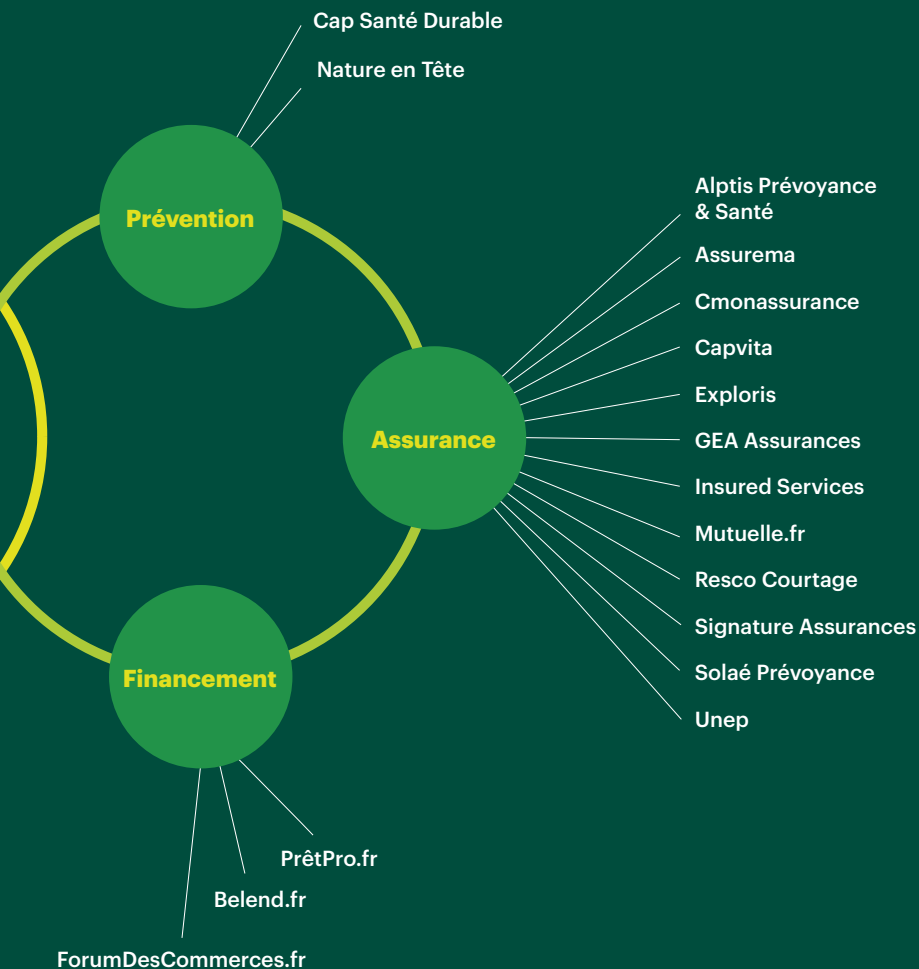 Cap Santé Durable
Nature en Tête
Prévention
Alptis Prévoyance
& Santé
Assurema
Cmonassurance
Capvita
Exploris
Assurance
GEA Assurances
Insured Services
Mutuelle.fr
Resco Courtage
Signature Assurances
Solaé Prévoyance
Unep
Financement
PrêtPro.fr
Belend.fr
ForumDesCommerces.fr